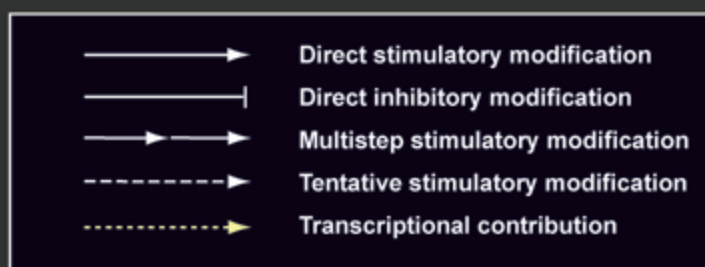 Direct stimulatory modification
Direct inhibitory modification
Multistep stimulatory modification
Tentative stimulatory modification
Transcriptional contribution